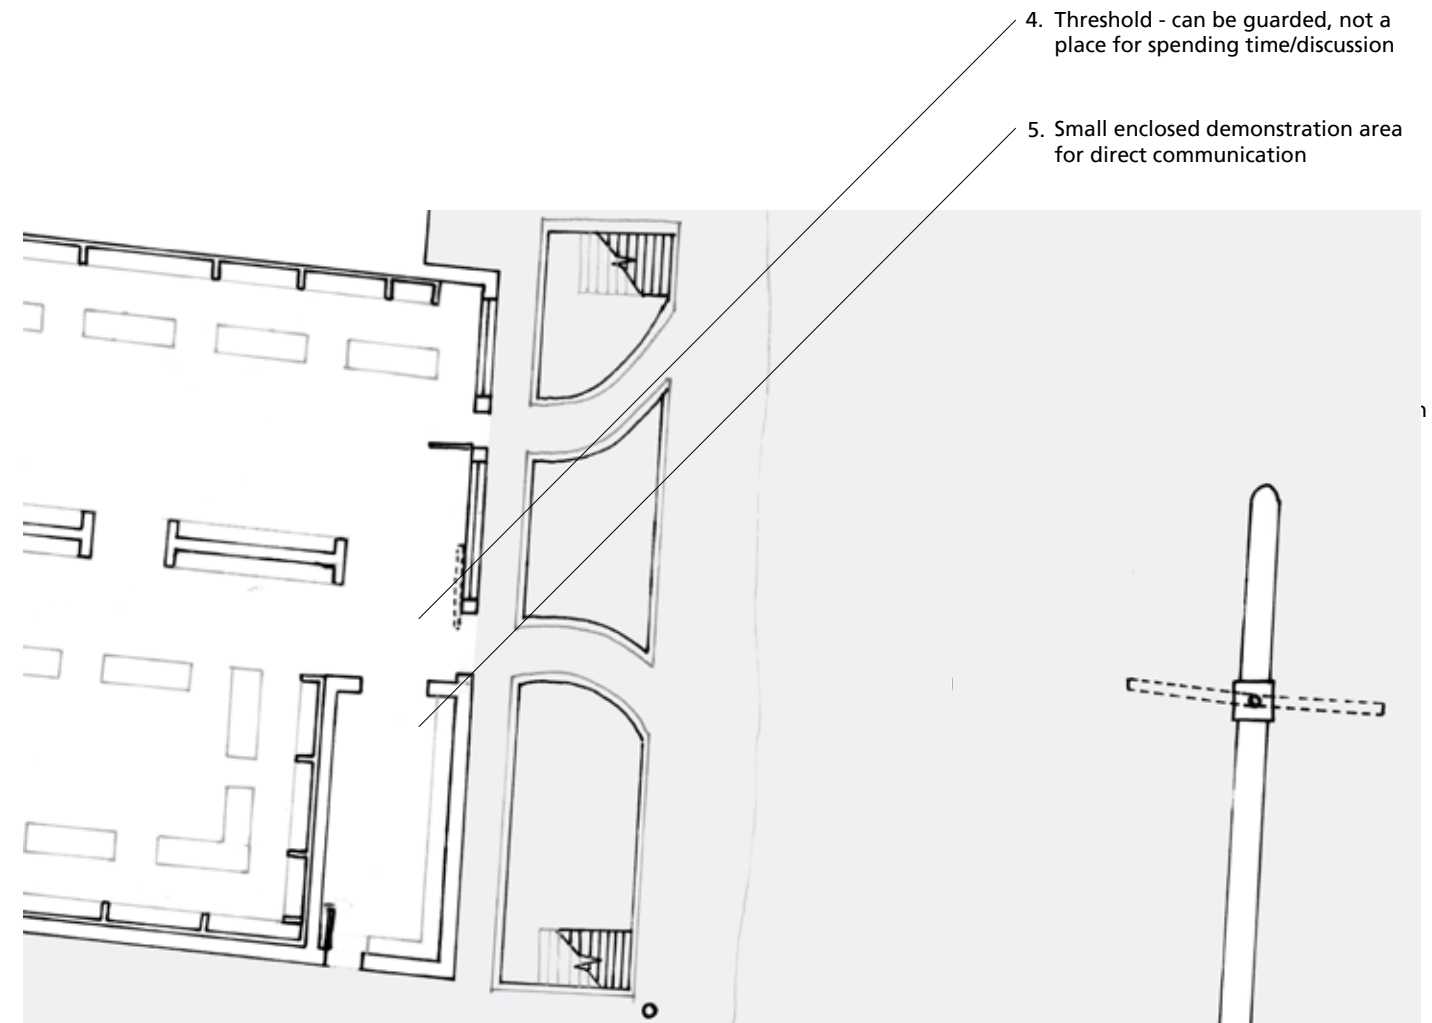 4. Threshold - can be guarded, not a
place for spending time/discussion
5. Small enclosed demonstration area
for direct communication